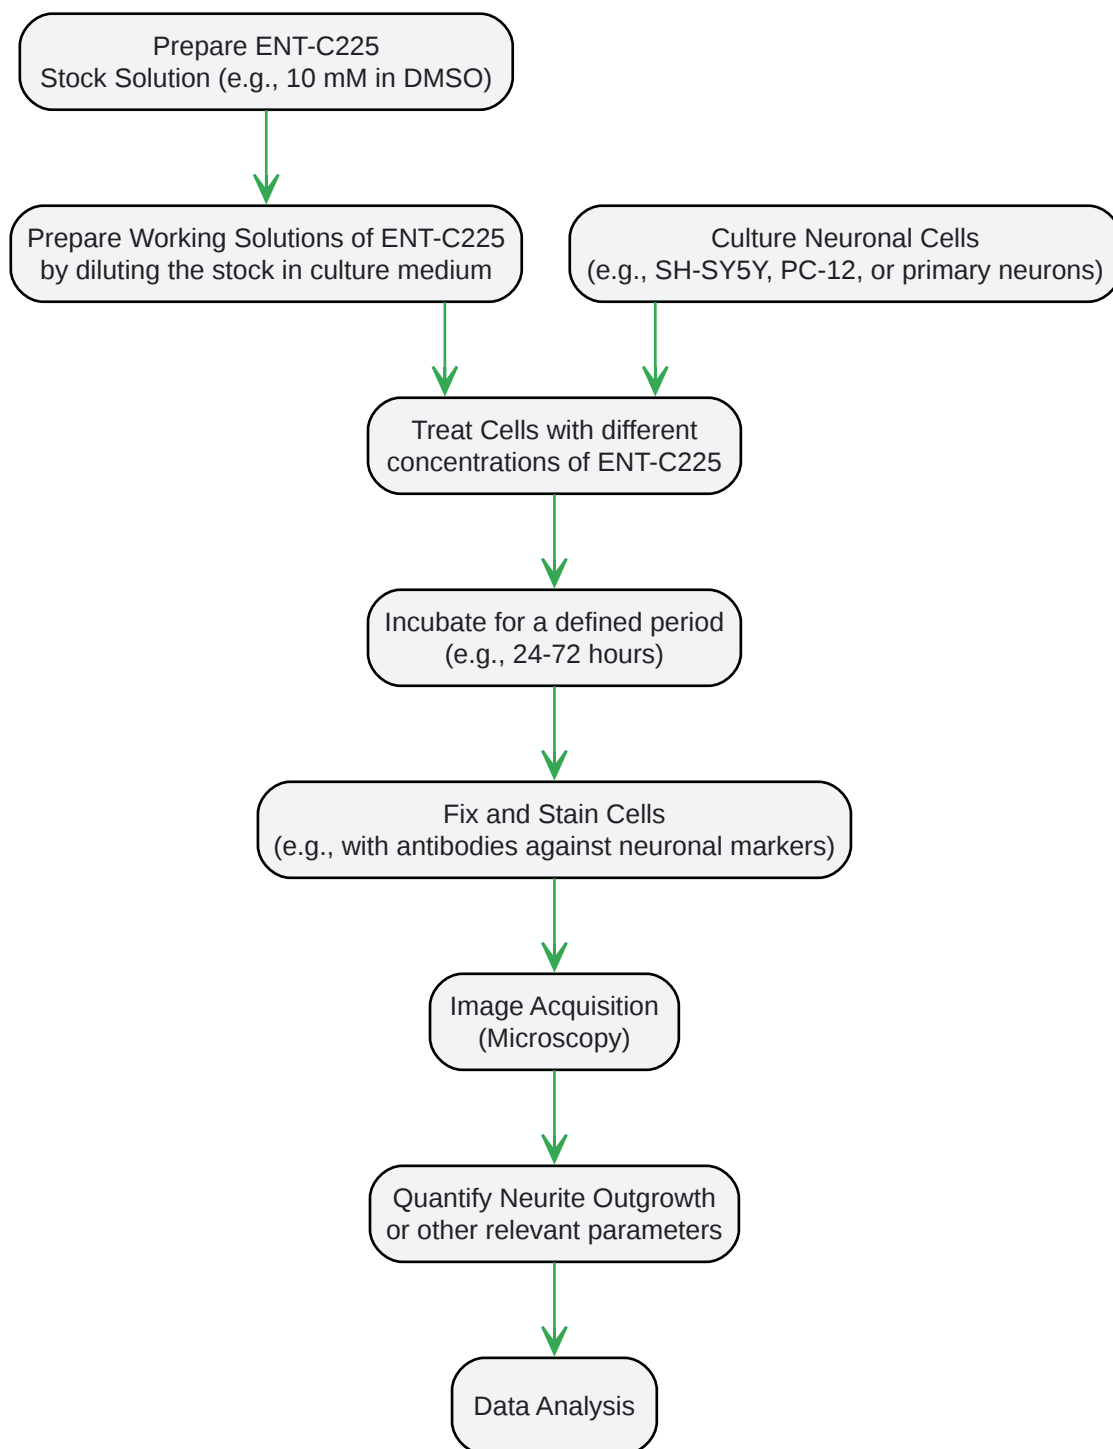 Prepare ENT-C225
Stock Solution (e.g., 10 mM in DMSO)
Prepare Working Solutions of ENT-C225
by diluting the stock in culture medium
Culture Neuronal Cells
(e.g., SH-SY5Y, PC-12, or primary neurons)
Treat Cells with different
concentrations of ENT-C225
Incubate for a defined period
(e.g., 24-72 hours)
Fix and Stain Cells
(e.g., with antibodies against neuronal markers)
Image Acquisition
(Microscopy)
Quantify Neurite Outgrowth
or other relevant parameters
Data Analysis